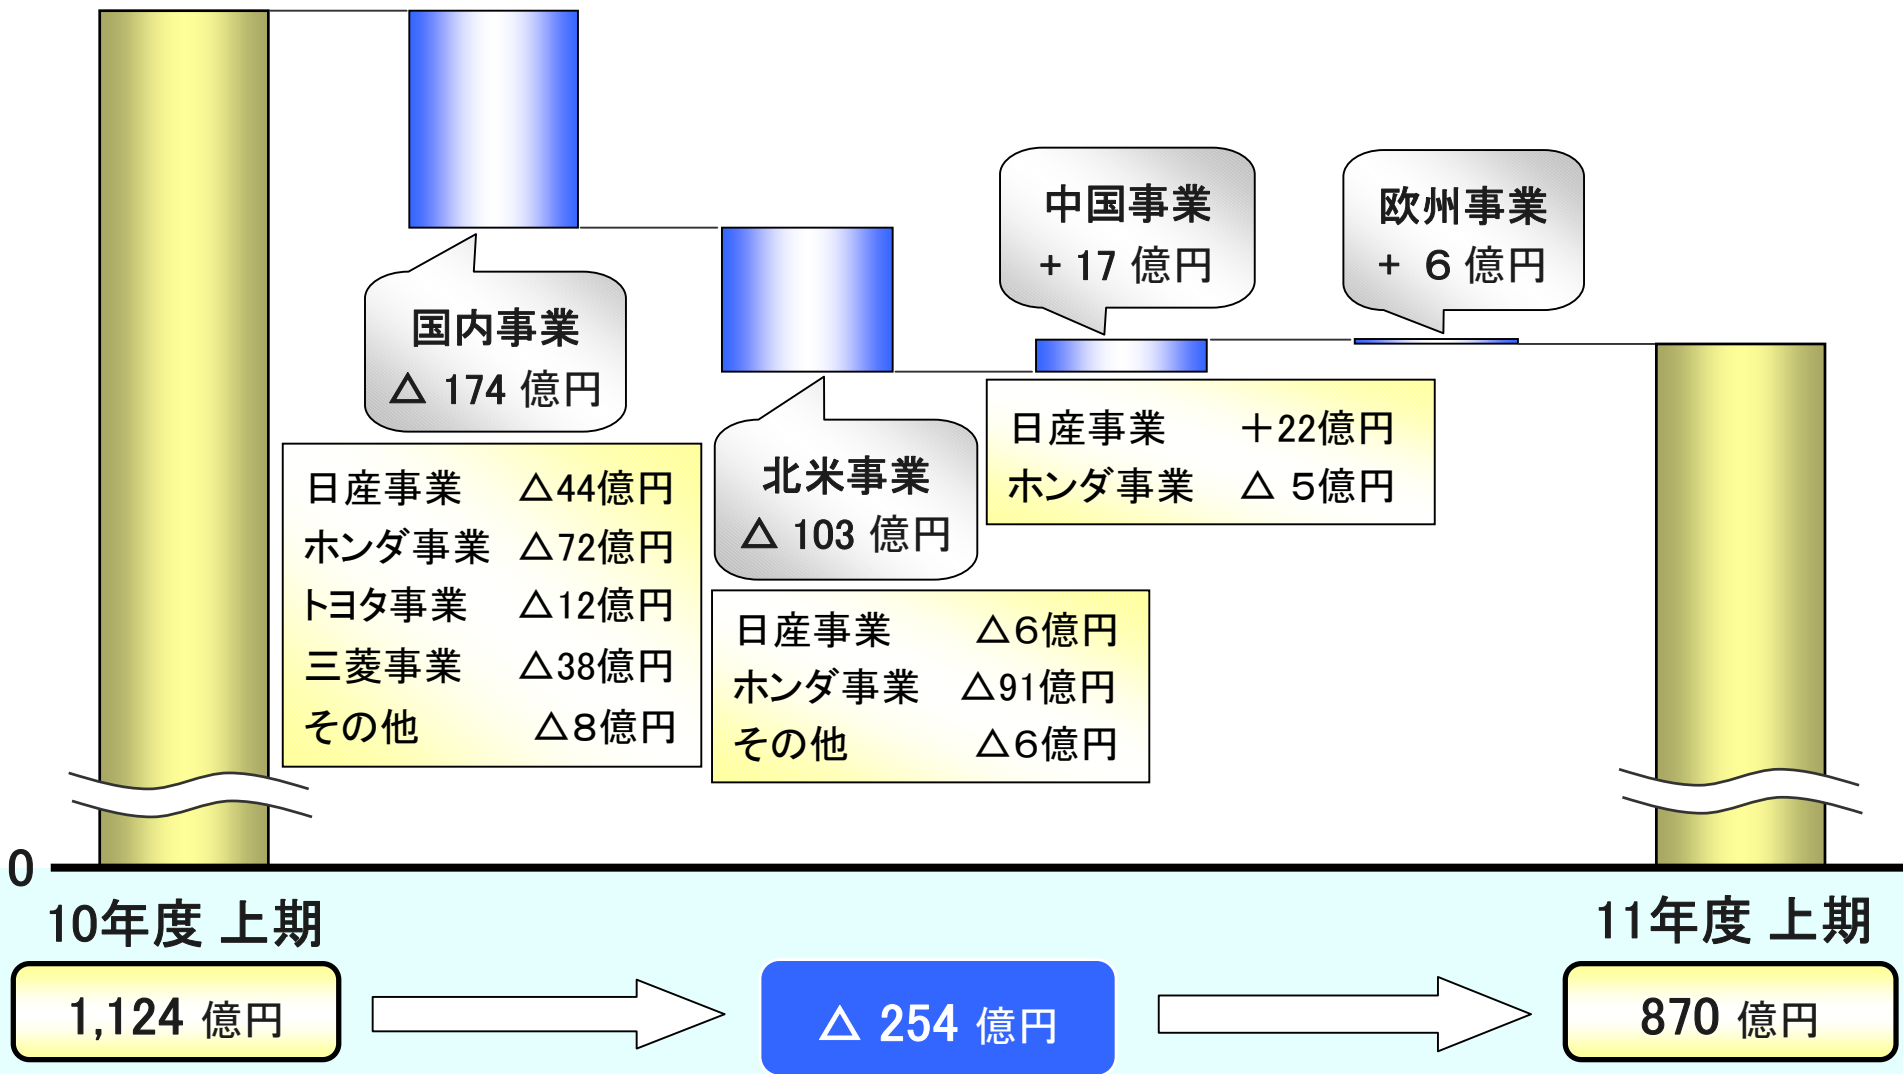 国内事業
△ 174 億円
日産事業 △44億円
ホンダ事業 △72億円
トヨタ事業 △12億円
三菱事業 △38億円
その他 △8億円
北米事業
△ 103 億円
日産事業 △6億円
ホンダ事業 △91億円
その他 △6億円
中国事業
+ 17 億円
日産事業 +22億円
ホンダ事業 △ 5億円
欧州事業
+ 6 億円
0
10年度 上期
11年度 上期
1,124 億円
△ 254 億円
870 億円